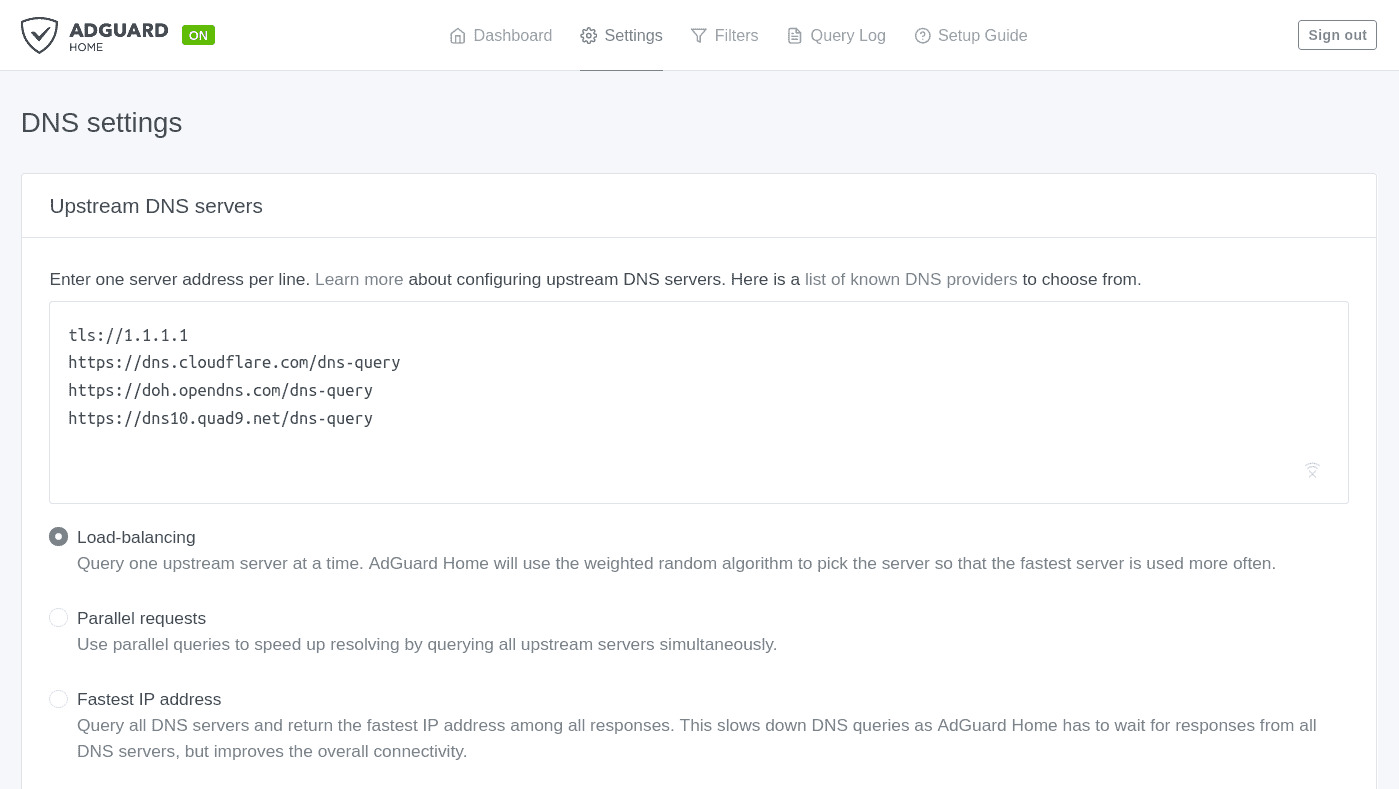 ADGUARD
HOME
ON
Dashboard
Settings
Filters
Query Log
Setup Guide
Sign out
DNS settings
Upstream DNS servers
Enter one server address per line. Learn more about configuring upstream DNS servers. Here is a list of known DNS providers to choose from.
tls://1.1.1.1
https://dns.cloudflare.com/dns-query
https://doh.opendns.com/dns-query
https://dns10.quad9.net/dns-query
Load-balancing
Query one upstream server at a time. AdGuard Home will use the weighted random algorithm to pick the server so that the fastest server is used more often.
Parallel requests
Use parallel queries to speed up resolving by querying all upstream servers simultaneously.
Fastest IP address
Query all DNS servers and return the fastest IP address among all responses. This slows down DNS queries as AdGuard Home has to wait for responses from all
DNS servers, but improves the overall connectivity.